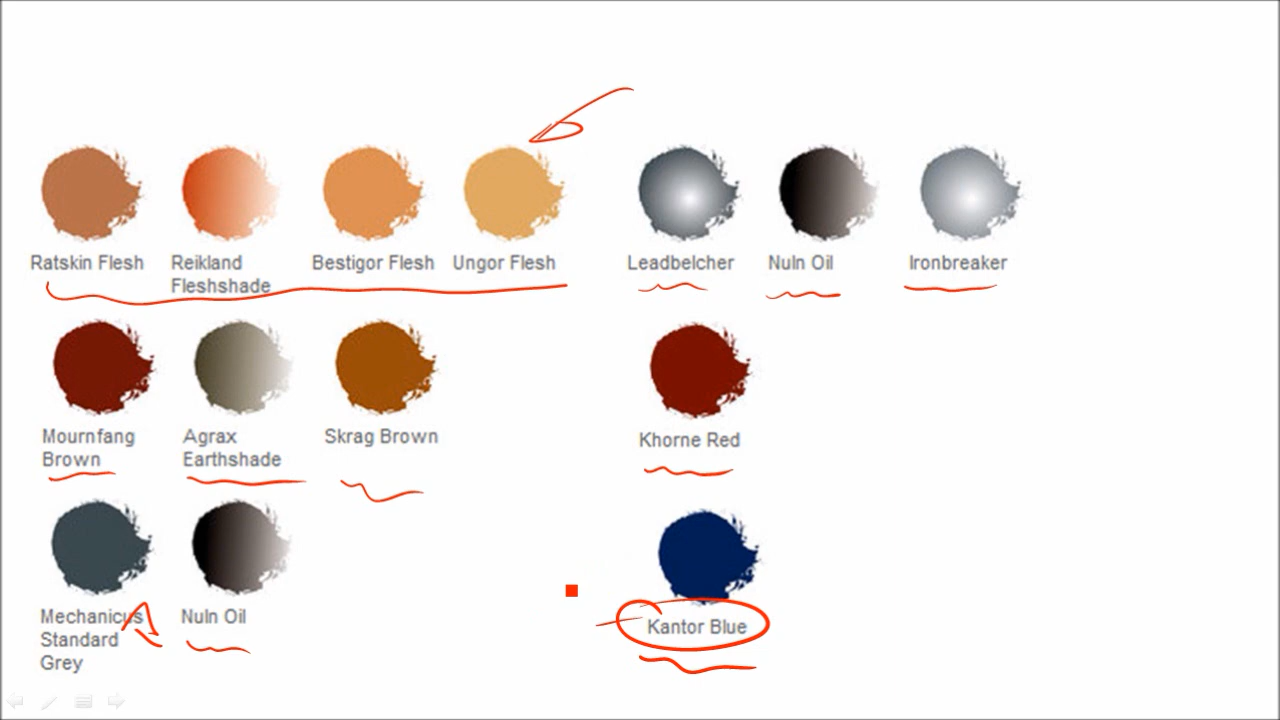 Ratskin Flesh
Reikland
Fleshshade
Bestigor Flesh
Ungor Flesh
Leadbelcher
Nuln Oil
Ironbreaker
Mournfang
Brown
Agrax
Earthshade
Skrag Brown
Khorne Red
Mechanicus
Standard
Grey
Nuln Oil
Kantor Blue